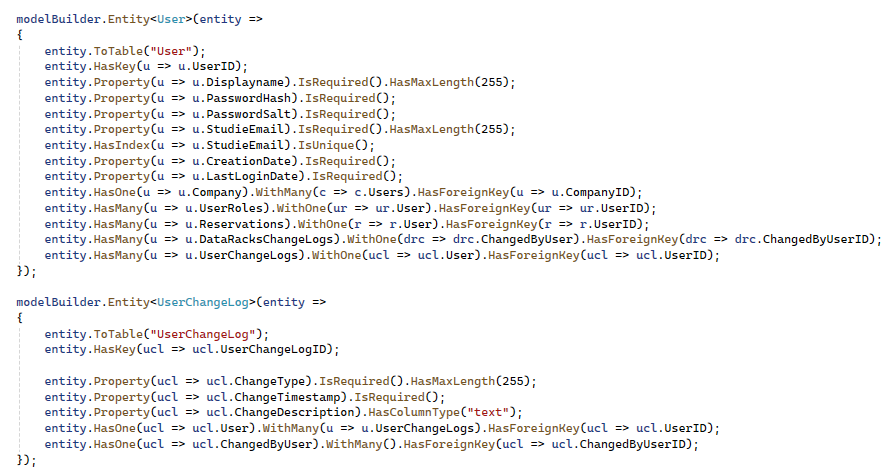 modelBuilder.Entity<User>(entity =>
{
    entity.ToTable("User");
    entity.HasKey(u => u.UserID);
    entity.Property(u => u.Displayname).IsRequired().HasMaxLength(255);
    entity.Property(u => u.PasswordHash).IsRequired();
    entity.Property(u => u.PasswordSalt).IsRequired();
    entity.Property(u => u.StudieEmail).IsRequired().HasMaxLength(255);
    entity.HasIndex(u => u.StudieEmail).IsUnique();
    entity.Property(u => u.CreationDate).IsRequired();
    entity.Property(u => u.LastLoginDate).IsRequired();
    entity.HasOne(u => u.Company).WithMany(c => c.Users).HasForeignKey(u => u.CompanyID);
    entity.HasMany(u => u.UserRoles).WithOne(ur => ur.User).HasForeignKey(ur => ur.UserID);
    entity.HasMany(u => u.Reservations).WithOne(r => r.User).HasForeignKey(r => r.UserID);
    entity.HasMany(u => u.DataRacksChangeLogs).WithOne(drc => drc.ChangedByUser).HasForeignKey(drc => drc.ChangedByUserID);
    entity.HasMany(u => u.UserChangeLogs).WithOne(ucl => ucl.User).HasForeignKey(ucl => ucl.UserID);
});

modelBuilder.Entity<UserChangeLog>(entity =>
{
    entity.ToTable("UserChangeLog");
    entity.HasKey(ucl => ucl.UserChangeLogID);

    entity.Property(ucl => ucl.ChangeType).IsRequired().HasMaxLength(255);
    entity.Property(ucl => ucl.ChangeTimestamp).IsRequired();
    entity.Property(ucl => ucl.ChangeDescription).HasColumnType("text");
    entity.HasOne(ucl => ucl.User).WithMany(u => u.UserChangeLogs).HasForeignKey(ucl => ucl.UserID);
    entity.HasOne(ucl => ucl.ChangedByUser).WithMany().HasForeignKey(ucl => ucl.ChangedByUserID);
});